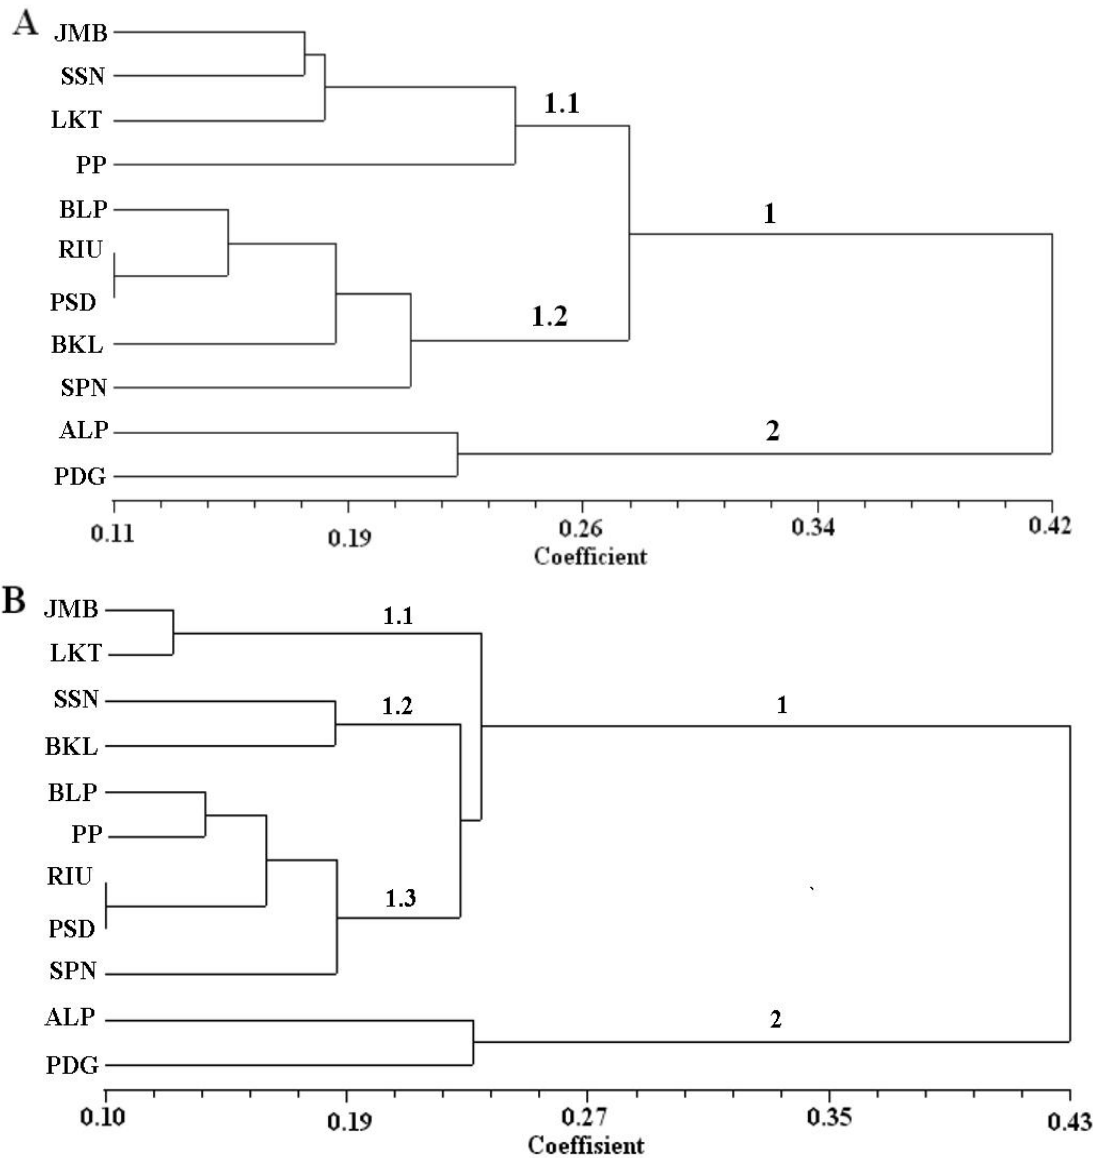 A
JMB
SSN
LKT
1.1
PP
BLP
1
RIU
PSD
1.2
BKL
SPN
ALP
2
PDG
0.11 0.19 0.26 0.34 0.42
Coefficient
B
JMB
1.1
LKT
SSN
1.2
1
BKL
BLP
PP
RIU
1.3
PSD
SPN
ALP
2
PDG
0.10 0.19 0.27 0.35 0.43
Coeffisient